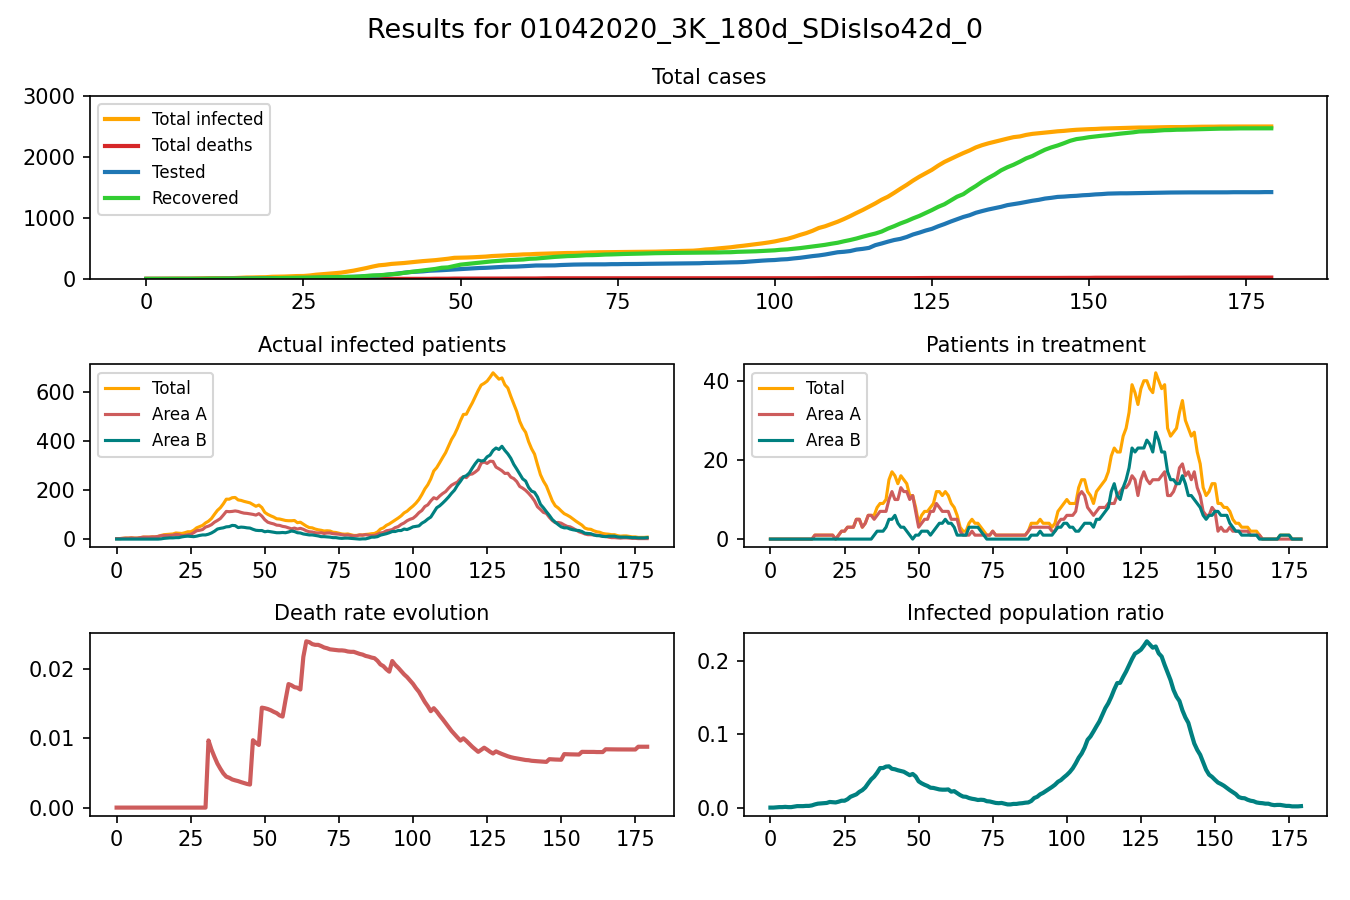 Results for 01042020_3K_180d_SDisIso42d_0
Total cases
3000
2000
1000
0
Total infected
Total deaths
Tested
Recovered
0 25 50 75 100 125 150 175
Actual infected patients
600
400
200
0
Total
Area A
Area B
0 25 50 75 100 125 150 175
Patients in treatment
40
20
0
Total
Area A
Area B
0 25 50 75 100 125 150 175
Death rate evolution
0.02
0.01
0.00
0 25 50 75 100 125 150 175
Infected population ratio
0.2
0.1
0.0
0 25 50 75 100 125 150 175